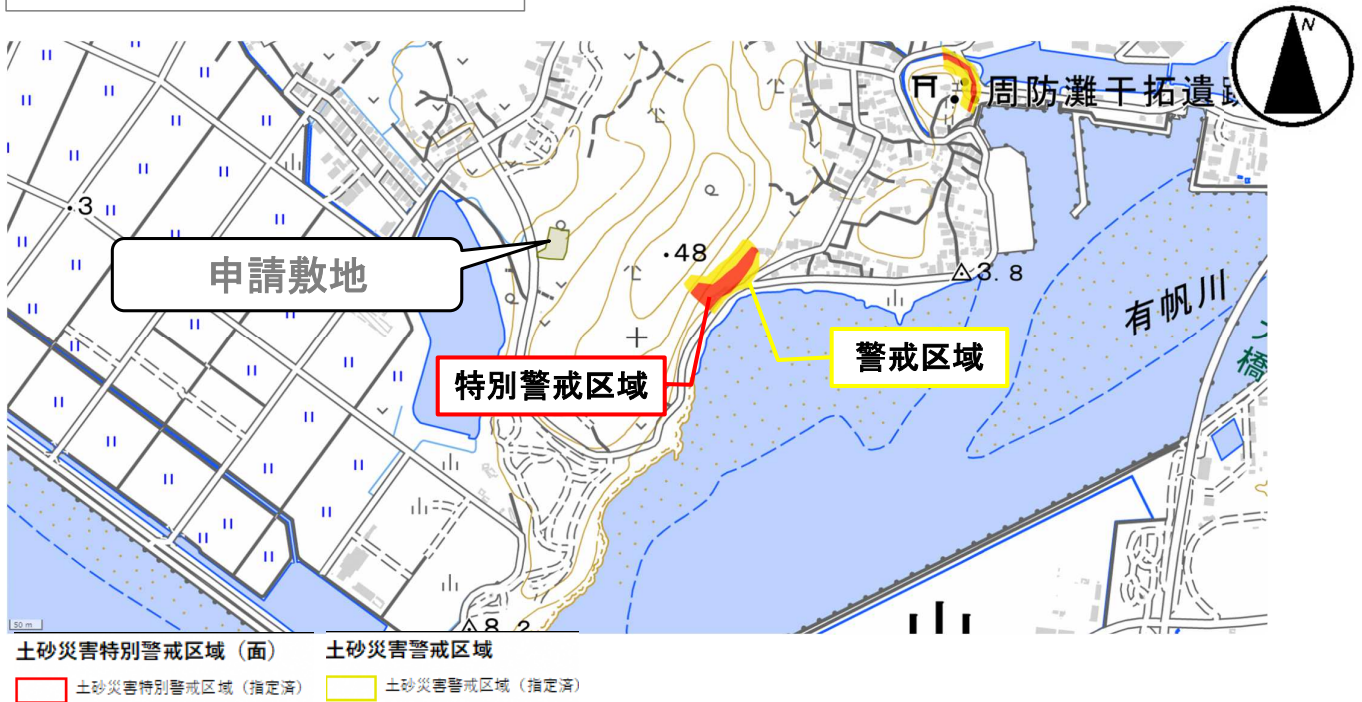 N
周防灘干拓遺
3
申請敷地
48
3.8
有帆川
橋
警戒区域
特別警戒区域
50 m
土砂災害特別警戒区域（面）
土砂災害警戒区域
土砂災害特別警戒区域（指定済）
土砂災害警戒区域（指定済）